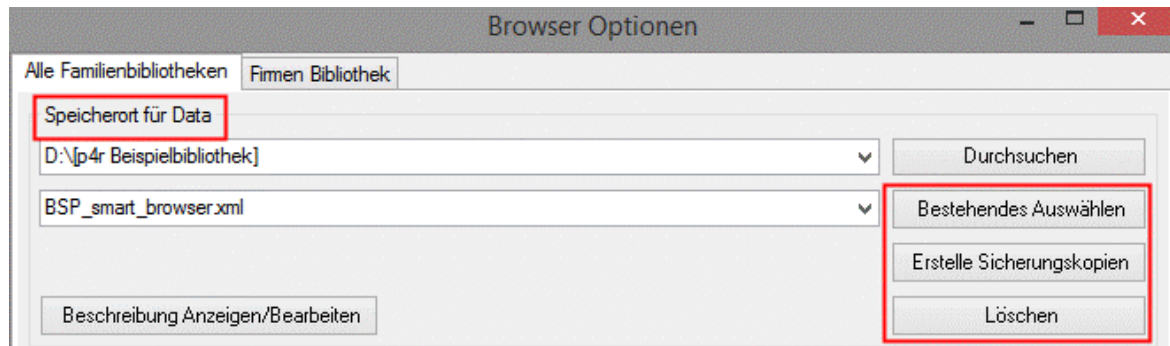 Browser Optionen
Alle Familienbibliotheken
Firmen Bibliothek
Speicherort für Data
D:\[p4r Beispielbibliothek]
Durchsuchen
BSP_smart_browser.xml
Bestehendes Auswählen
Erstelle Sicherungskopien
Beschreibung Anzeigen/Bearbeiten
Löschen